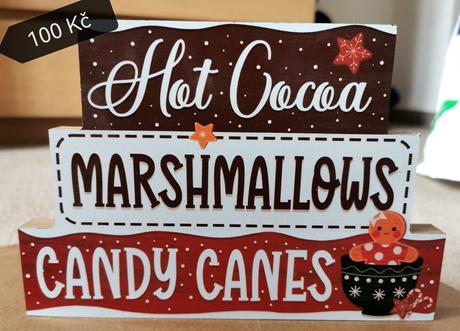 100 Kč
Hot Cocoa
MARSHMALLOWS
CANDY CANES